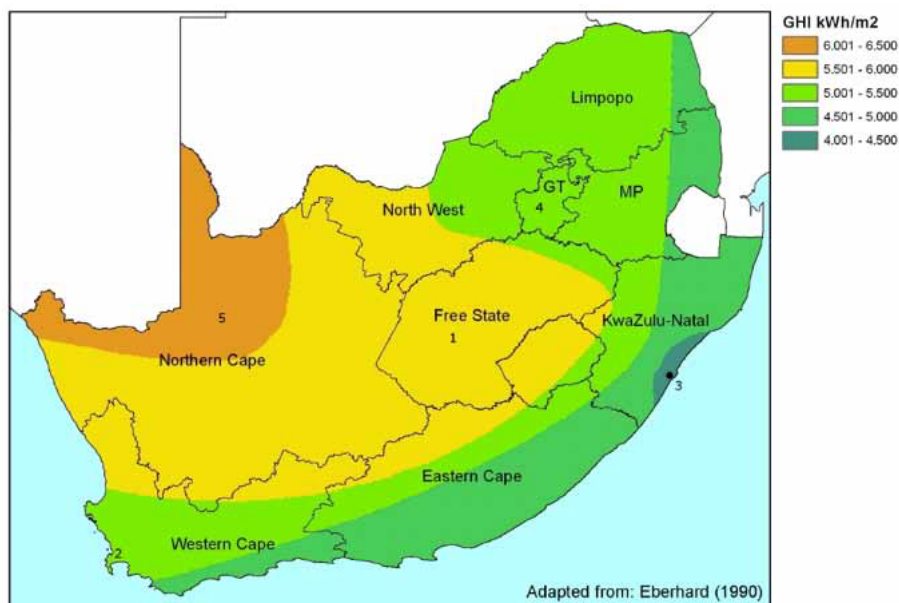 GHI kWh/m2
6.001 - 6.500
5.501 - 6.000
5.001 - 5.500
4.501 - 5.000
4.001 - 4.500
Limpopo
GT
MP
4
North West
5
Free State
1
KwaZulu-Natal
Northern Cape
3
Eastern Cape
Western Cape
2
Adapted from: Eberhard (1990)